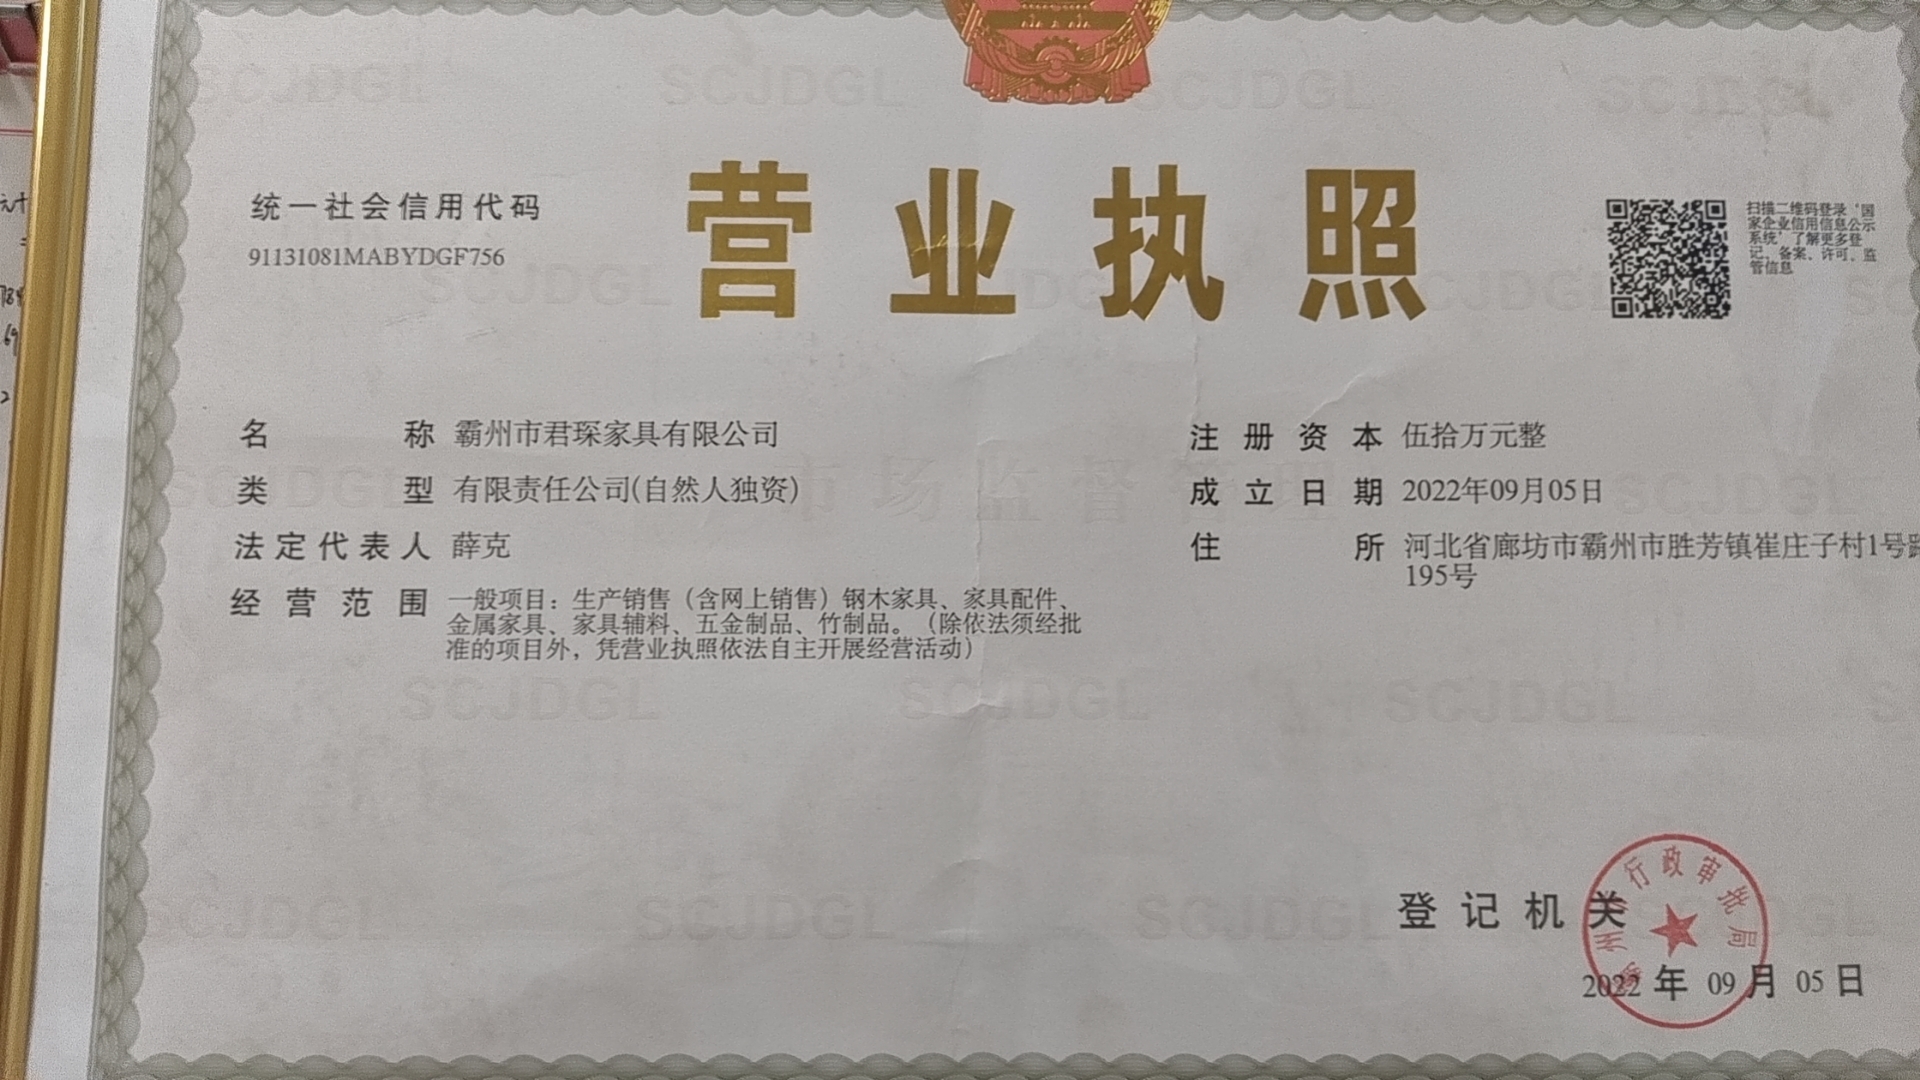 营业执照
统一社会信用代码
91131081MABYDGF756
扫描二维码登录‘国
家企业信用信息公示
系统’了解更多登
记、备案、许可、监
管信息
名称 霸州市君琛家具有限公司
类型 有限责任公司(自然人独资)
法定代表人 薛克
经营范围 一般项目：生产销售（含网上销售）钢木家具、家具配件、
金属家具、家具辅料、五金制品、竹制品。（除依法须经批
准的项目外，凭营业执照依法自主开展经营活动）
注册资本 伍拾万元整
成立日期 2022年09月05日
住所 河北省廊坊市霸州市胜芳镇崔庄子村1号路
195号
市场监督管理
登记机关
霸州市行政审批局
2022年09月05日
SCJDGL